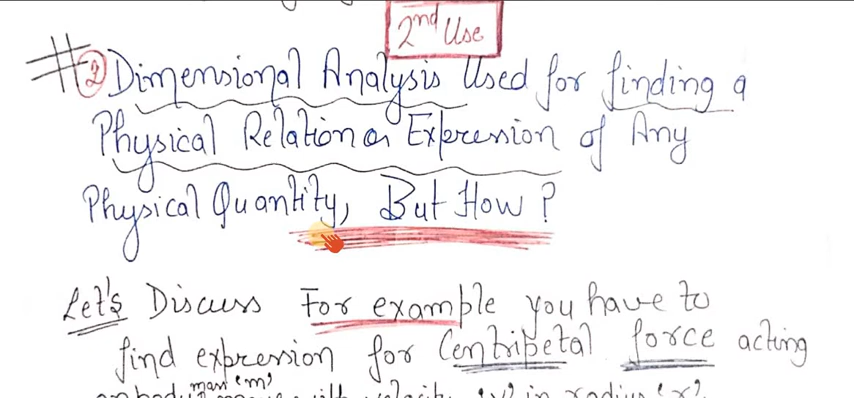 2nd Use
# 2 Dimensional Analysis Used for finding a
Physical Relation or Expression of Any
Physical Quantity, But How ?
Let's Discuss For example you have to
find expression for Centripetal force acting
mass 'm'